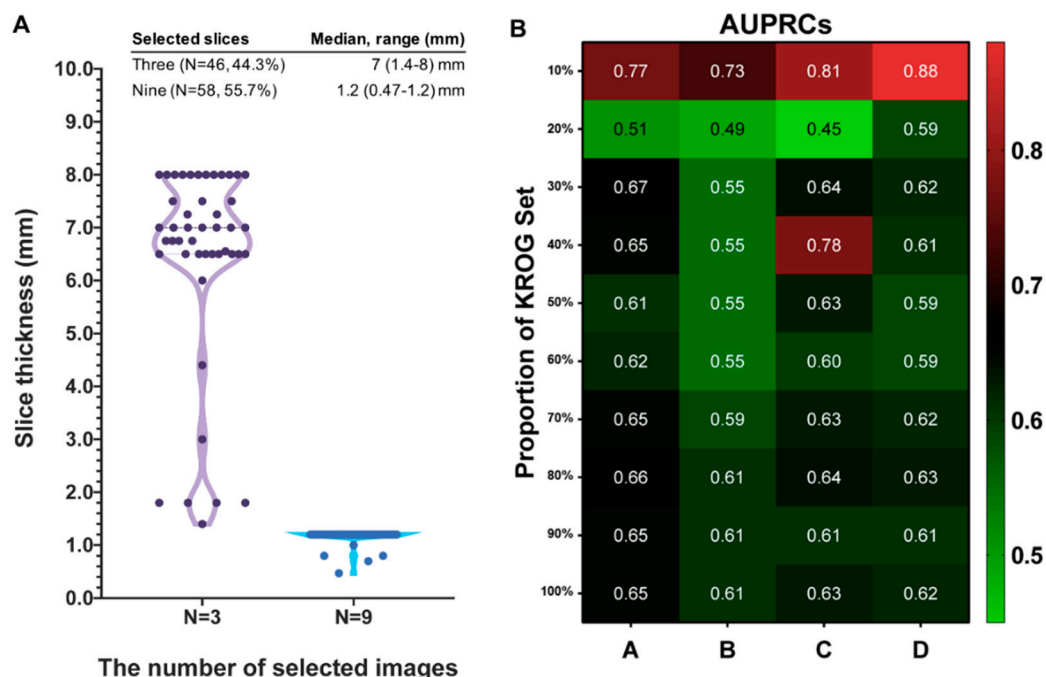 A
Selected slices Median, range (mm)
Three (N=46, 44.3%) 7 (1.4-8) mm
Nine (N=58, 55.7%) 1.2 (0.47-1.2) mm
Slice thickness (mm)
10.0
9.0
8.0
7.0
6.0
5.0
4.0
3.0
2.0
1.0
0.0
N=3 N=9
The number of selected images
B
AUPRCs
Proportion of KROG Set
10% 0.77 0.73 0.81 0.88
20% 0.51 0.49 0.45 0.59
30% 0.67 0.55 0.64 0.62
40% 0.65 0.55 0.78 0.61
50% 0.61 0.55 0.63 0.59
60% 0.62 0.55 0.60 0.59
70% 0.65 0.59 0.63 0.62
80% 0.66 0.61 0.64 0.63
90% 0.65 0.61 0.61 0.61
100% 0.65 0.61 0.63 0.62
A B C D
0.8
0.7
0.6
0.5